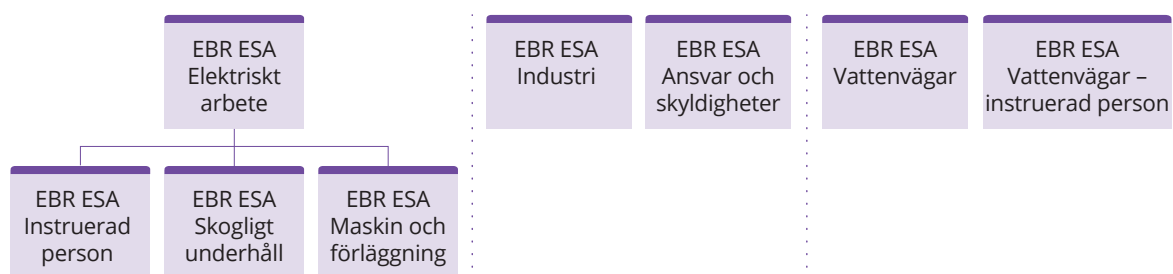 EBR ESA
Elektriskt
arbete
EBR ESA
Industri
EBR ESA
Ansvar och
skyldigheter
EBR ESA
Vattenvägar
EBR ESA
Vattenvägar –
instruerad person
EBR ESA
Instruerad
person
EBR ESA
Skogligt
underhåll
EBR ESA
Maskin och
förläggning